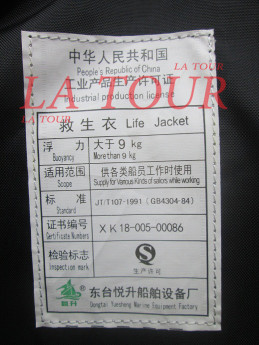 中华人民共和国
People's Republic of China
工业产品生产许可证
Industrial production license
LA TOUR
LA TOUR
LA TOUR
救生衣 Life Jacket
浮力 大于9kg
Buoyancy More than 9 kg
适用范围 供各类船员工作时使用
Scope Supply for Various Kinds of sailors while working
标准 JT/T107-1991 (GB4304-84)
Standard
证书编号 XK18-005-00086
Certificate Numbers
检验标志
Inspection mark 生产许可
悦升 东台悦升船舶设备厂
Dongtai Yuesheng Marine Equipment Factory